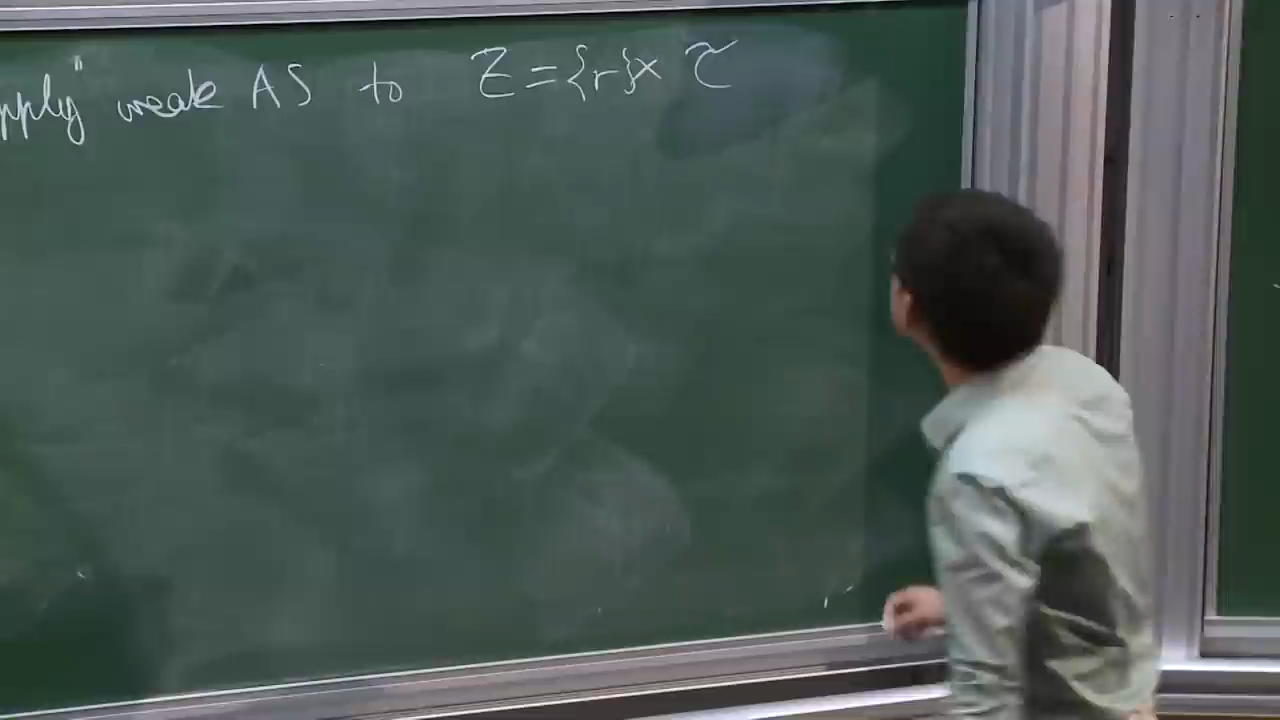 pply" weak AS to Z = {r} × τ